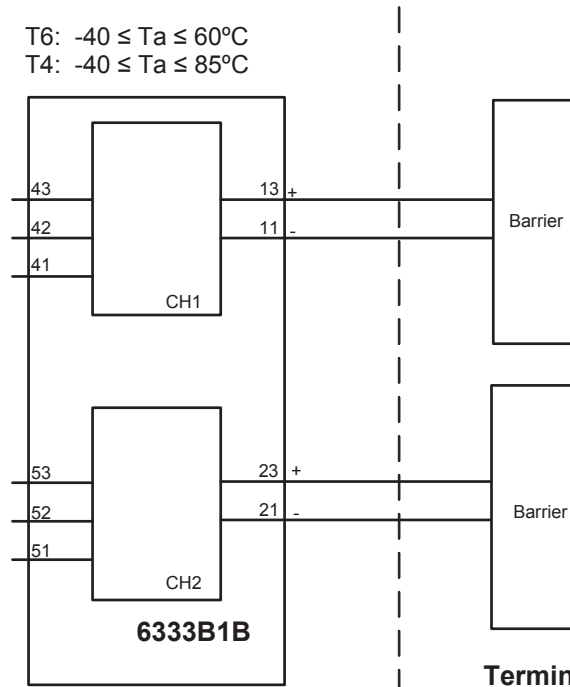 T6: -40 ≤ Ta ≤ 60ºC
T4: -40 ≤ Ta ≤ 85ºC
43
13 +
42
11 -
Barrier
41
CH1
53
23 +
52
21 -
Barrier
51
CH2
6333B1B
Termin